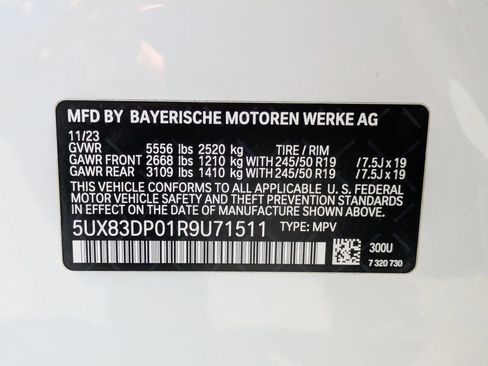 MFD BY BAYERISCHE MOTOREN WERKE AG
11/23
GVWR 5556 lbs 2520 kg TIRE / RIM
GAWR FRONT 2668 lbs 1210 kg WITH 245/50 R19 /7.5J x 19
GAWR REAR 3109 lbs 1410 kg WITH 245/50 R19 /7.5J x 19
THIS VEHICLE CONFORMS TO ALL APPLICABLE U. S. FEDERAL
MOTOR VEHICLE SAFETY AND THEFT PREVENTION STANDARDS
IN EFFECT ON THE DATE OF MANUFACTURE SHOWN ABOVE.
5UX83DP01R9U71511 TYPE: MPV
300U
7 320 730